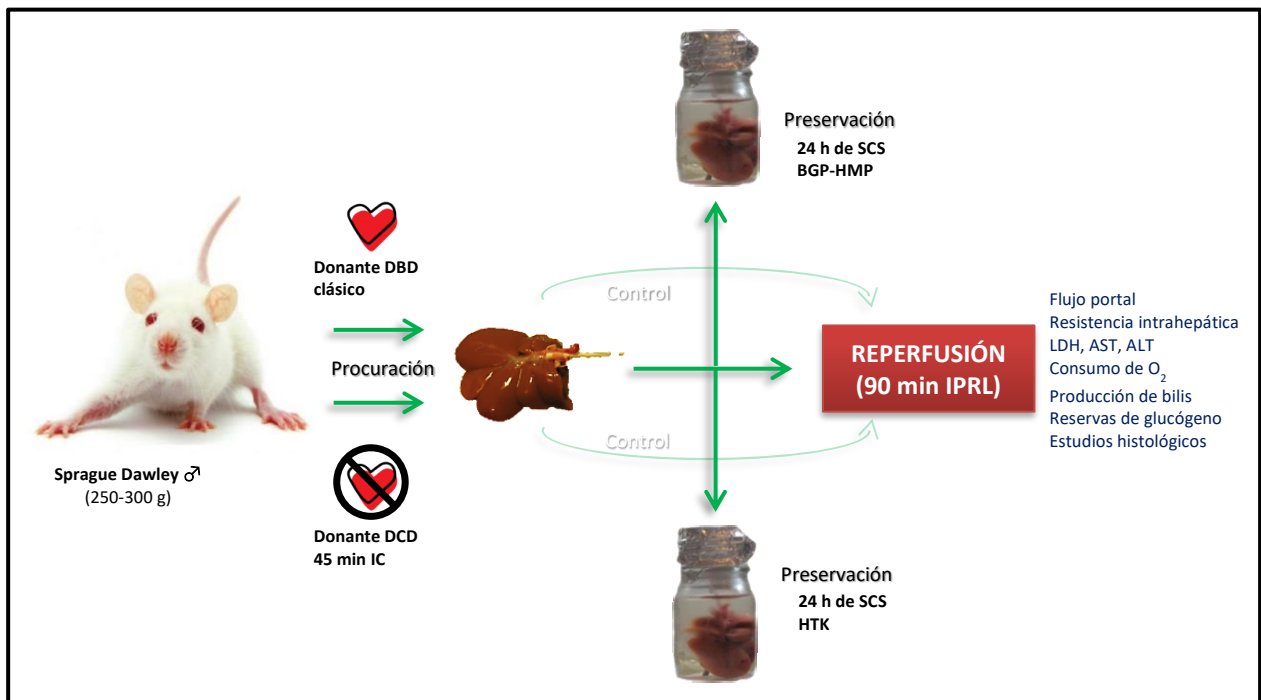 Sprague Dawley ♂
(250-300 g)
Donante DBD
clásico
Procuración
Donante DCD
45 min IC
Control
Control
Preservación
24 h de SCS
BGP-HMP
Preservación
24 h de SCS
HTK
REPERFUSIÓN
(90 min IPRL)
Flujo portal
Resistencia intrahepática
LDH, AST, ALT
Consumo de O₂
Producción de bilis
Reservas de glucógeno
Estudios histológicos